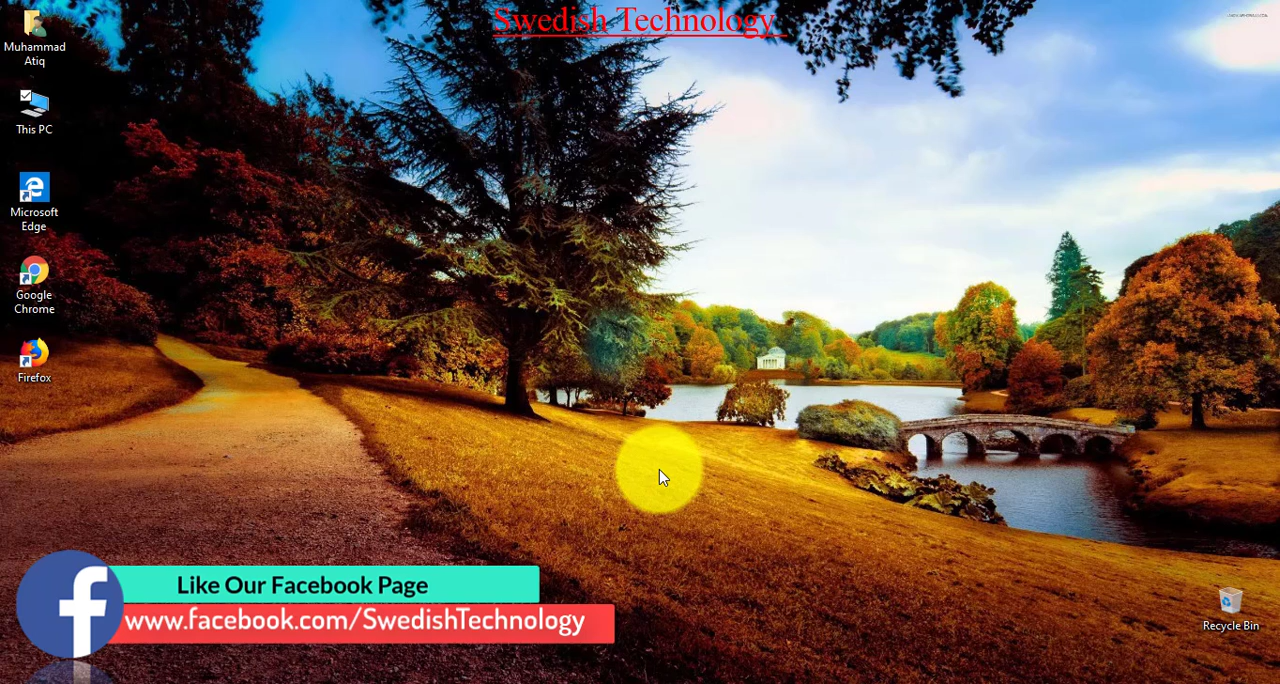 Swedish Technology
Muhammad
Atiq
This PC
Microsoft
Edge
Google
Chrome
Firefox
Like Our Facebook Page
www.facebook.com/SwedishTechnology
Recycle Bin